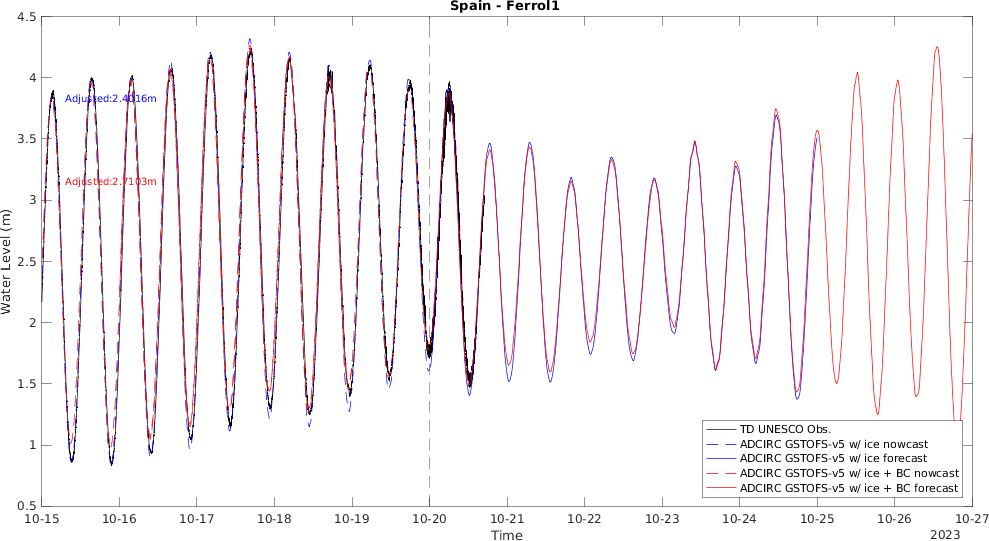 Spain - Ferrol1
4.5
4
3.5
3
2.5
2
1.5
1
0.5
Water Level (m)
Adjusted:2.4016m
Adjusted:2.7103m
TD UNESCO Obs.
ADCIRC GSTOFS-v5 w/ ice nowcast
ADCIRC GSTOFS-v5 w/ ice forecast
ADCIRC GSTOFS-v5 w/ ice + BC nowcast
ADCIRC GSTOFS-v5 w/ ice + BC forecast
10-15 10-16 10-17 10-18 10-19 10-20 10-21 10-22 10-23 10-24 10-25 10-26 10-27
Time
2023